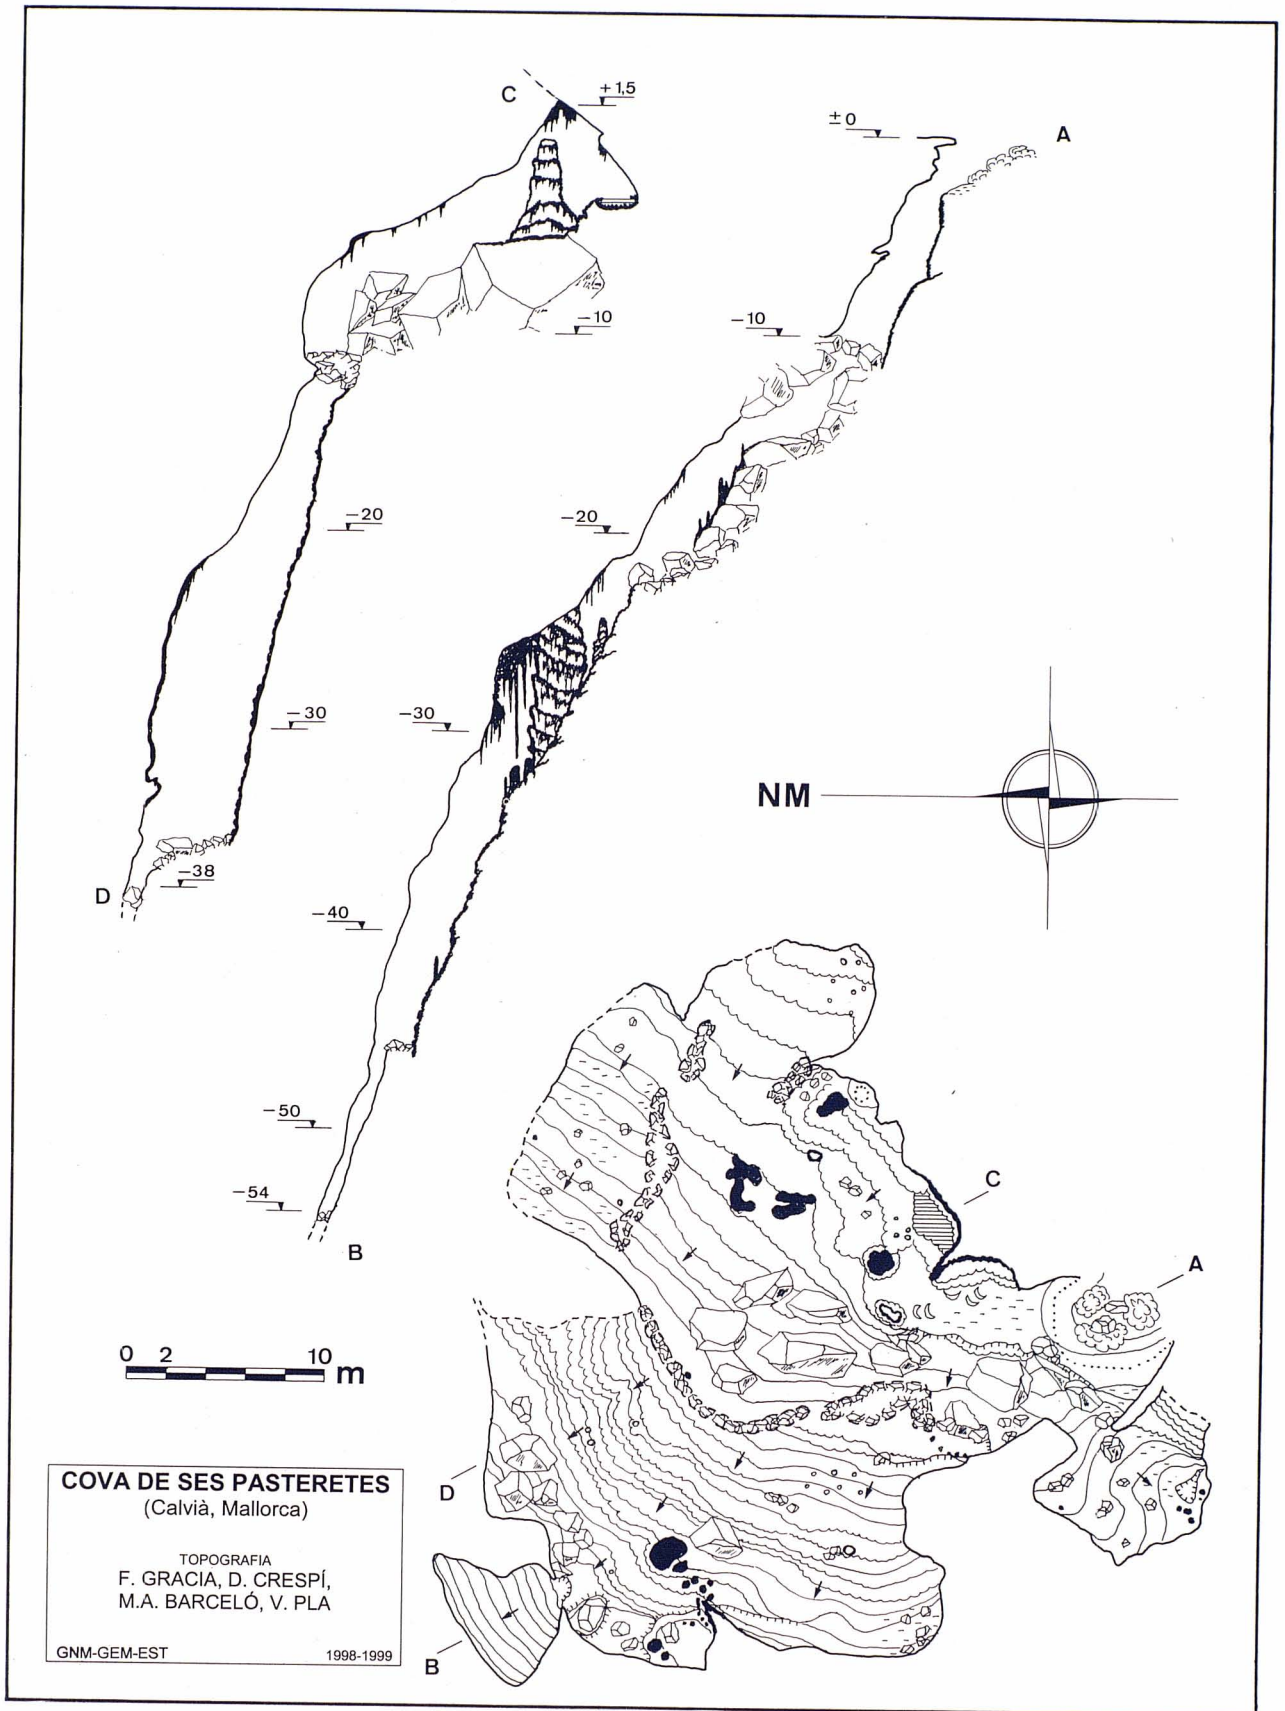 C
+1,5
±0
A
−10
−10
−20
−20
−30
−30
−38
D
−40
−50
−54
B
NM
C
A
D
B
0 2 10 m
COVA DE SES PASTERETES
(Calvià, Mallorca)
TOPOGRAFIA
F. GRACIA, D. CRESPÍ,
M.A. BARCELÓ, V. PLA
GNM-GEM-EST 1998-1999